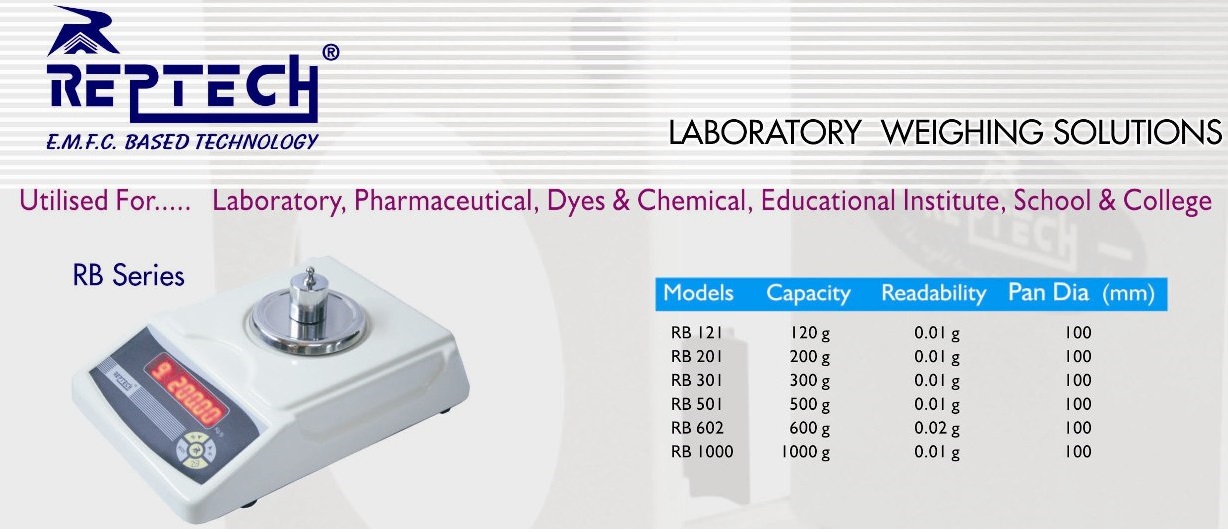 REPTECH®
E.M.F.C. BASED TECHNOLOGY
LABORATORY WEIGHING SOLUTIONS
Utilised For..... Laboratory, Pharmaceutical, Dyes & Chemical, Educational Institute, School & College
RB Series
REPTECH
200.00
Models Capacity Readability Pan Dia (mm)
RB 121 120 g 0.01 g 100
RB 201 200 g 0.01 g 100
RB 301 300 g 0.01 g 100
RB 501 500 g 0.01 g 100
RB 602 600 g 0.02 g 100
RB 1000 1000 g 0.01 g 100